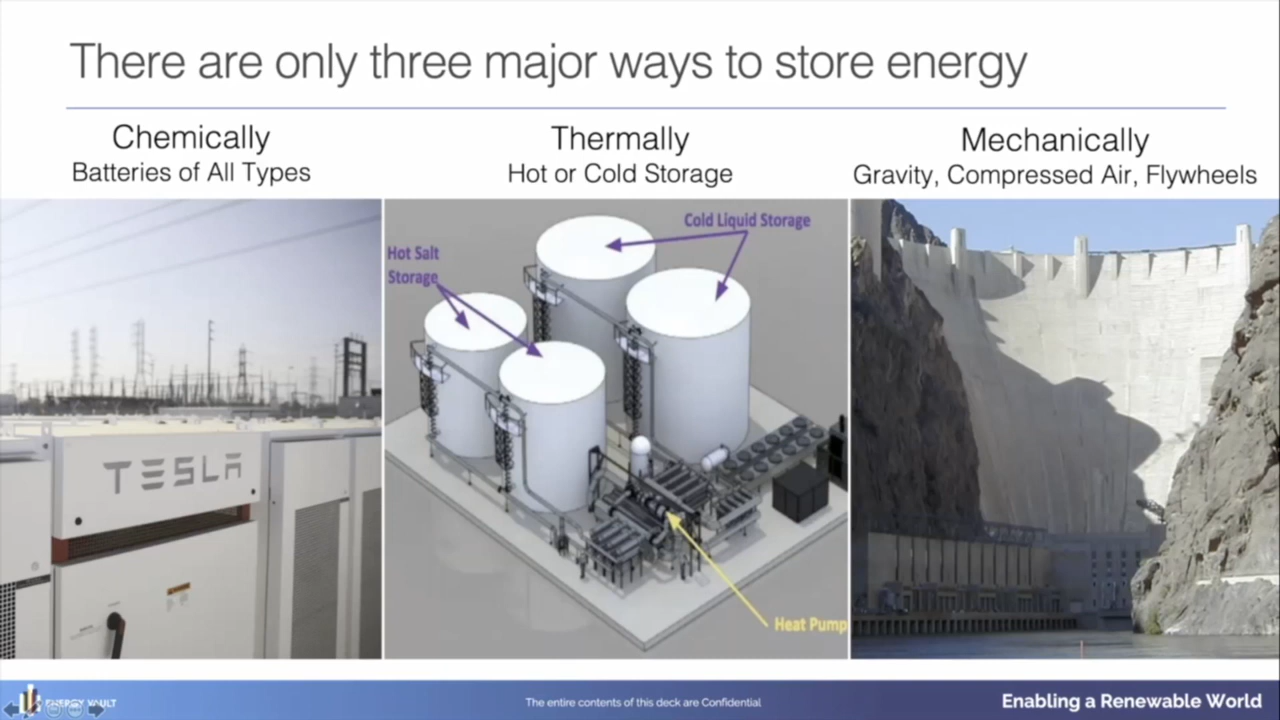 There are only three major ways to store energy
Chemically
Batteries of All Types
Thermally
Hot or Cold Storage
Mechanically
Gravity, Compressed Air, Flywheels
TESLA
Hot Salt
Storage
Cold Liquid Storage
Heat Pump
ENERGY VAULT
The entire contents of this deck are Confidential
Enabling a Renewable World